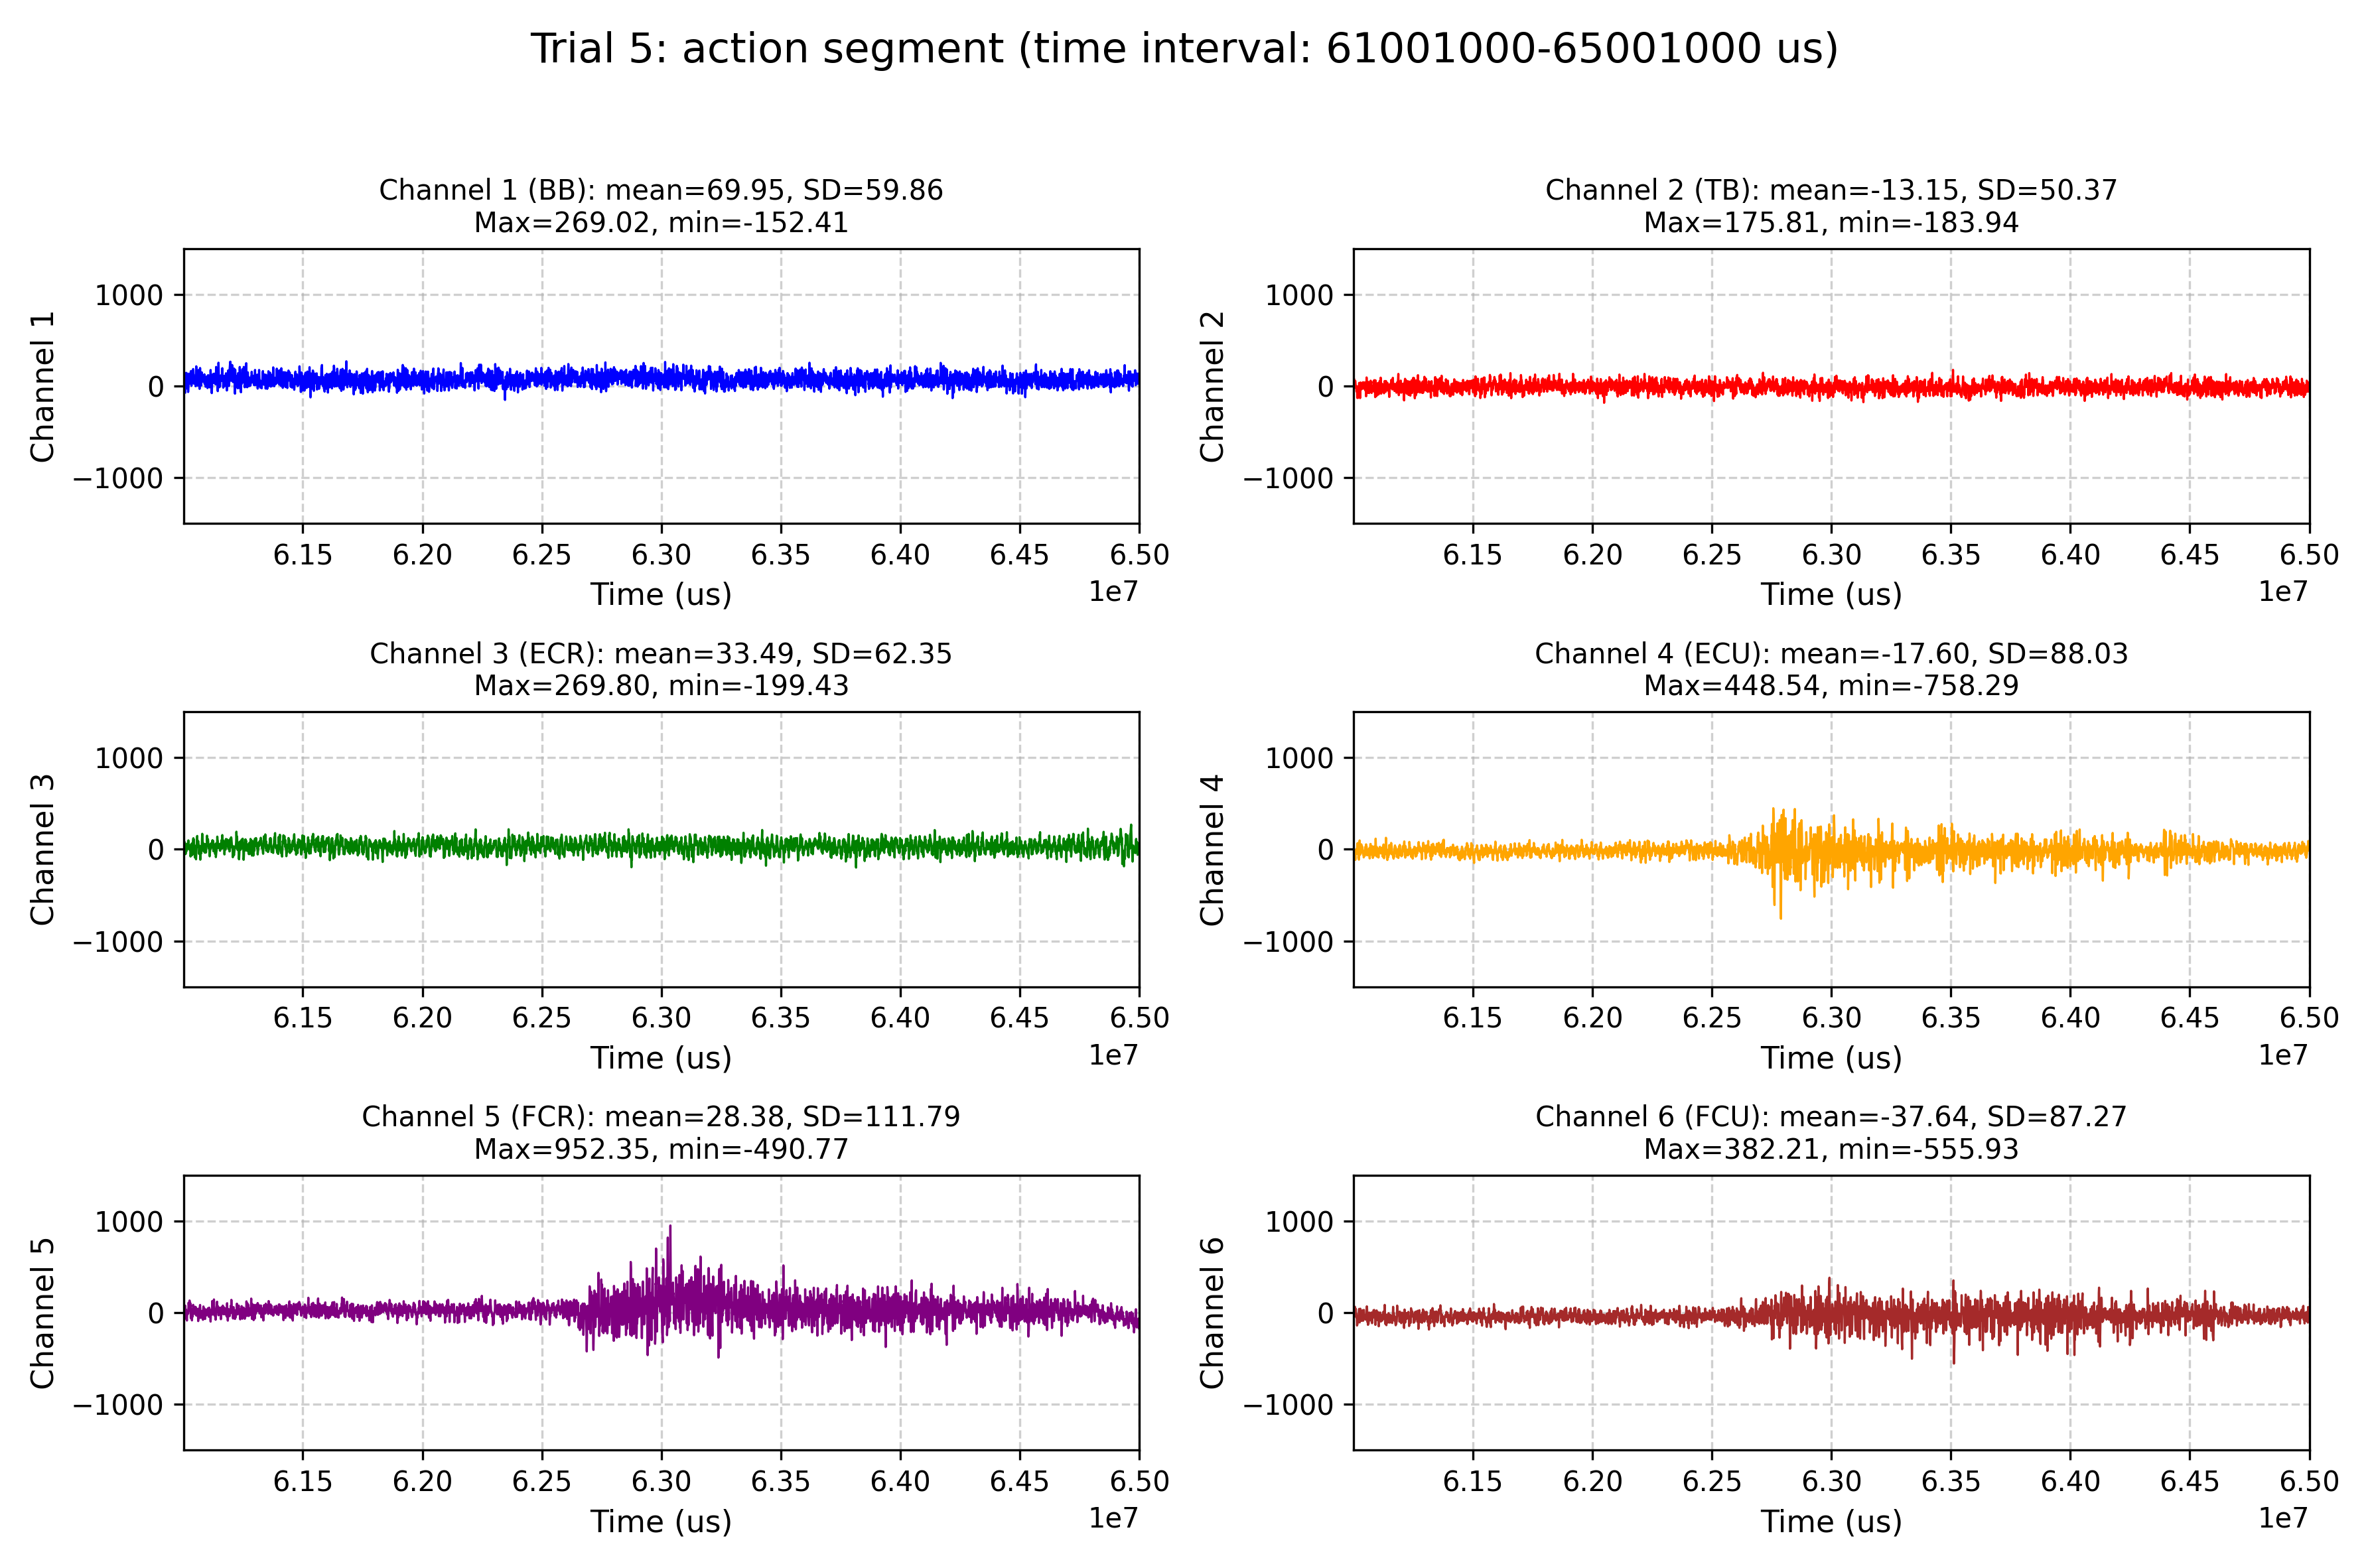 Trial 5: action segment (time interval: 61001000-65001000 us)
Channel 1 (BB): mean=69.95, SD=59.86
Max=269.02, min=-152.41
Channel 1
1000
0
−1000
6.15 6.20 6.25 6.30 6.35 6.40 6.45 6.50
Time (us)
1e7
Channel 2 (TB): mean=-13.15, SD=50.37
Max=175.81, min=-183.94
Channel 2
1000
0
−1000
6.15 6.20 6.25 6.30 6.35 6.40 6.45 6.50
Time (us)
1e7
Channel 3 (ECR): mean=33.49, SD=62.35
Max=269.80, min=-199.43
Channel 3
1000
0
−1000
6.15 6.20 6.25 6.30 6.35 6.40 6.45 6.50
Time (us)
1e7
Channel 4 (ECU): mean=-17.60, SD=88.03
Max=448.54, min=-758.29
Channel 4
1000
0
−1000
6.15 6.20 6.25 6.30 6.35 6.40 6.45 6.50
Time (us)
1e7
Channel 5 (FCR): mean=28.38, SD=111.79
Max=952.35, min=-490.77
Channel 5
1000
0
−1000
6.15 6.20 6.25 6.30 6.35 6.40 6.45 6.50
Time (us)
1e7
Channel 6 (FCU): mean=-37.64, SD=87.27
Max=382.21, min=-555.93
Channel 6
1000
0
−1000
6.15 6.20 6.25 6.30 6.35 6.40 6.45 6.50
Time (us)
1e7